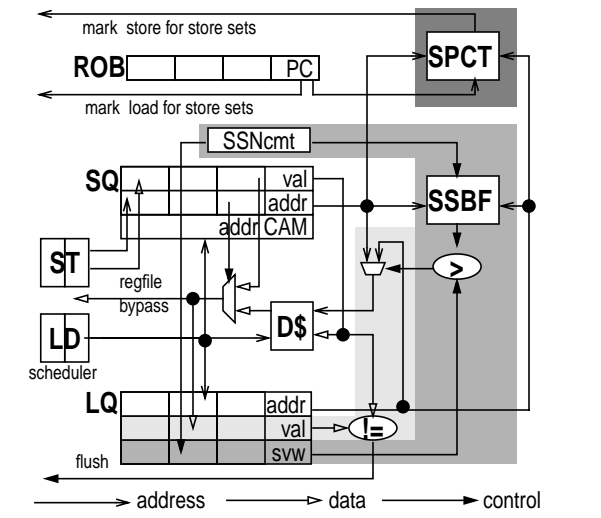 mark store for store sets
SPCT
ROB
PC
mark load for store sets
SSNcmt
SQ
val
addr
SSBF
addr CAM
ST
regfile
bypass
>
LD
D$
scheduler
LQ
addr
val
!=
svw
flush
address
data
control